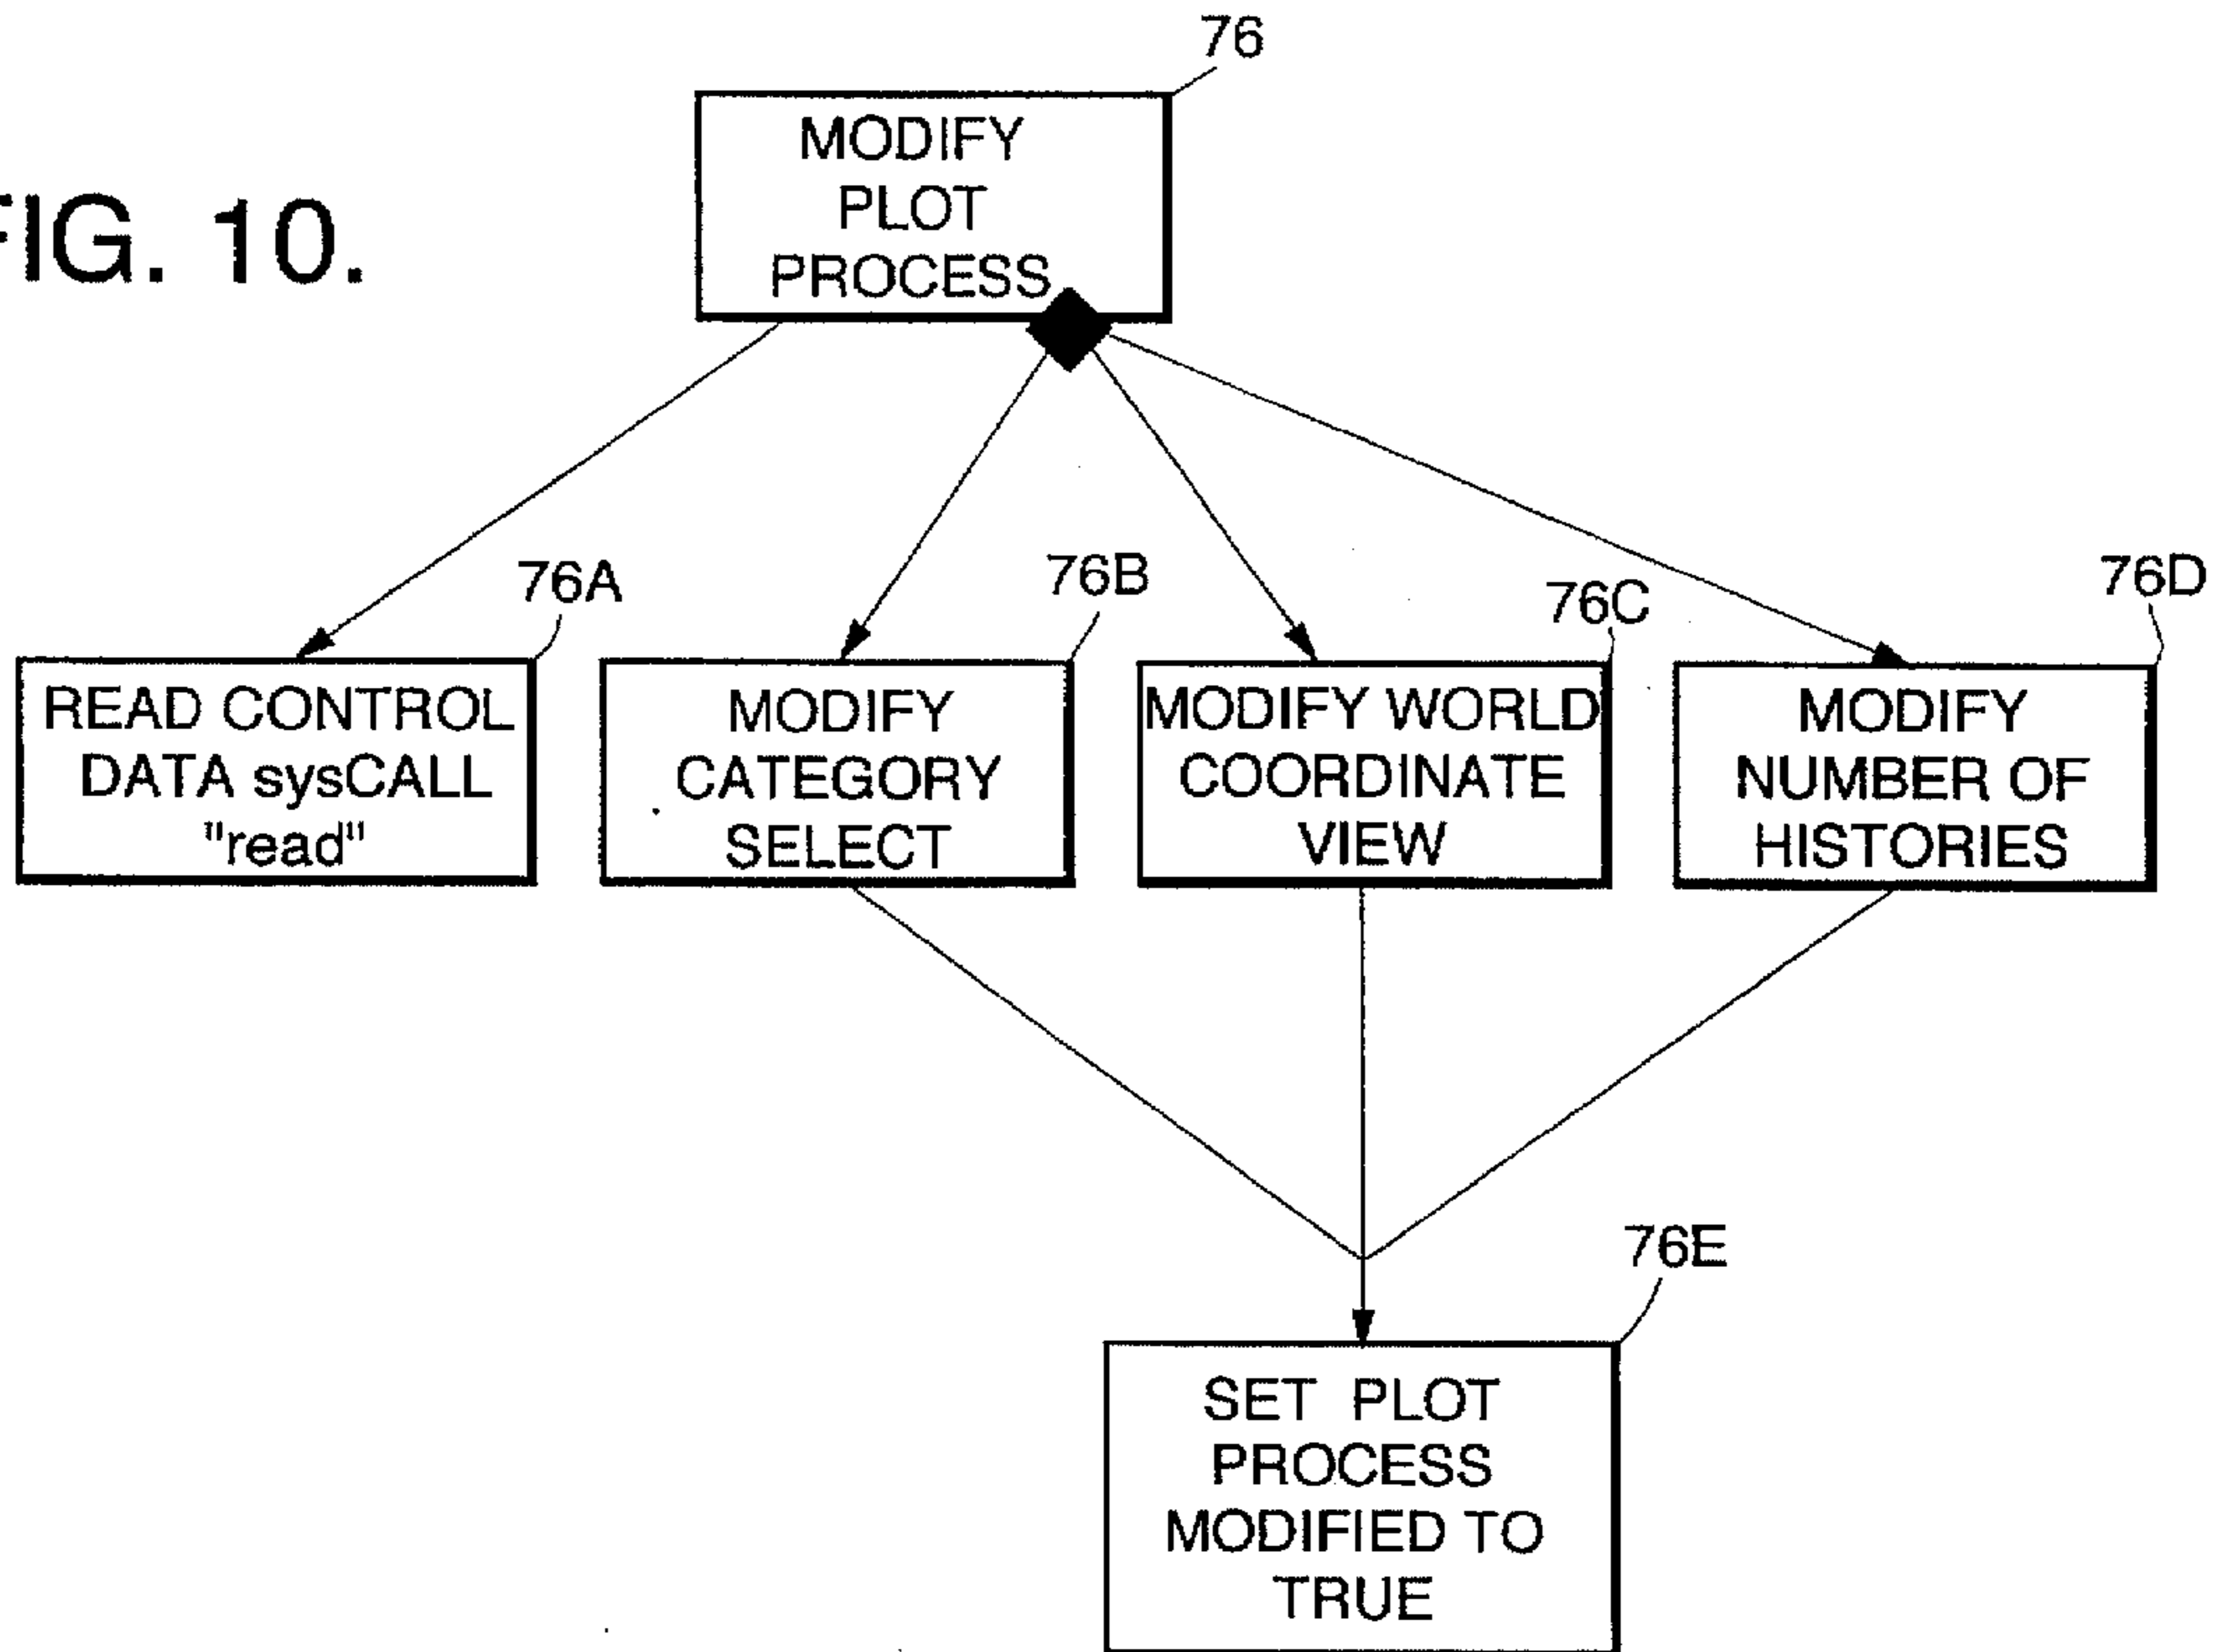 FIG. 10.
76
MODIFY
PLOT
PROCESS
76A
READ CONTROL
DATA sysCALL
"read"
76B
MODIFY
CATEGORY
SELECT
76C
MODIFY WORLD
COORDINATE
VIEW
76D
MODIFY
NUMBER OF
HISTORIES
76E
SET PLOT
PROCESS
MODIFIED TO
TRUE